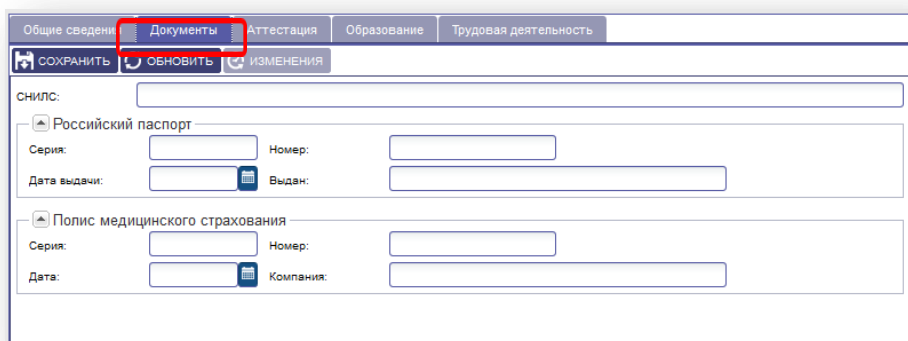 Общие сведения Документы Аттестация Образование Трудовая деятельность
СОХРАНИТЬ ОБНОВИТЬ ИЗМЕНЕНИЯ
СНИЛС:
Российский паспорт
Серия: Номер:
Дата выдачи: Выдан:
Полис медицинского страхования
Серия: Номер:
Дата: Компания: